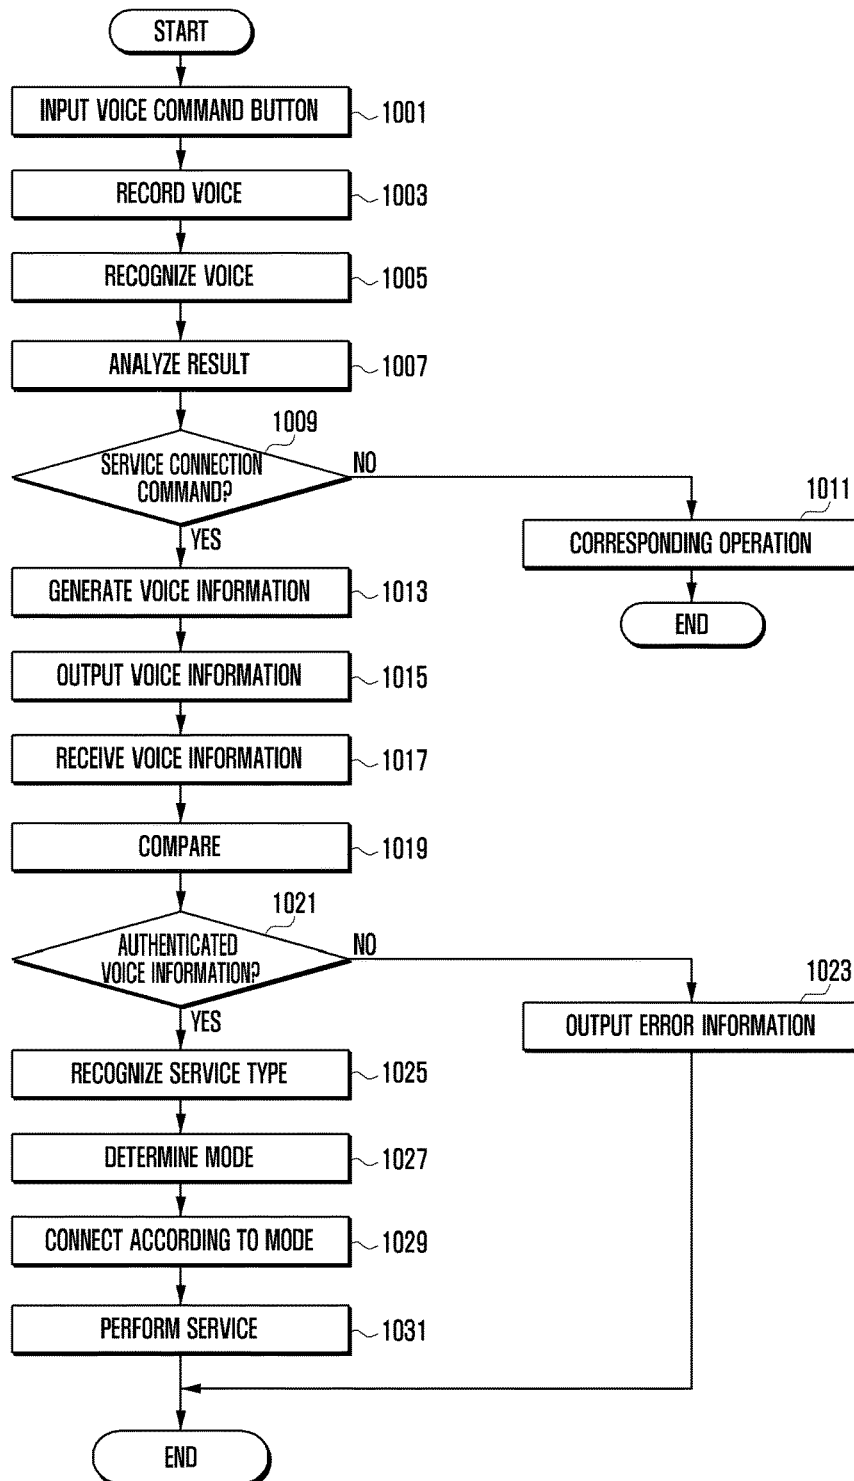 START
INPUT VOICE COMMAND BUTTON
1001
RECORD VOICE
1003
RECOGNIZE VOICE
1005
ANALYZE RESULT
1007
1009
SERVICE CONNECTION
COMMAND?
NO
YES
1011
CORRESPONDING OPERATION
END
GENERATE VOICE INFORMATION
1013
OUTPUT VOICE INFORMATION
1015
RECEIVE VOICE INFORMATION
1017
COMPARE
1019
1021
AUTHENTICATED
VOICE INFORMATION?
NO
YES
1023
OUTPUT ERROR INFORMATION
RECOGNIZE SERVICE TYPE
1025
DETERMINE MODE
1027
CONNECT ACCORDING TO MODE
1029
PERFORM SERVICE
1031
END